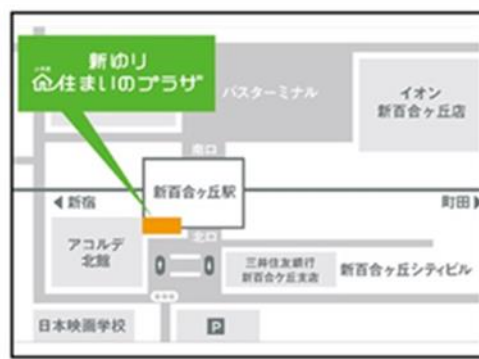 新ゆり
住まいのプラザ
バスターミナル
イオン
新百合ヶ丘店
南口
新百合ヶ丘駅
新宿
町田
北口
アコルデ
北館
三井住友銀行
新百合ケ丘支店
新百合ヶ丘シティビル
日本映画学校
P